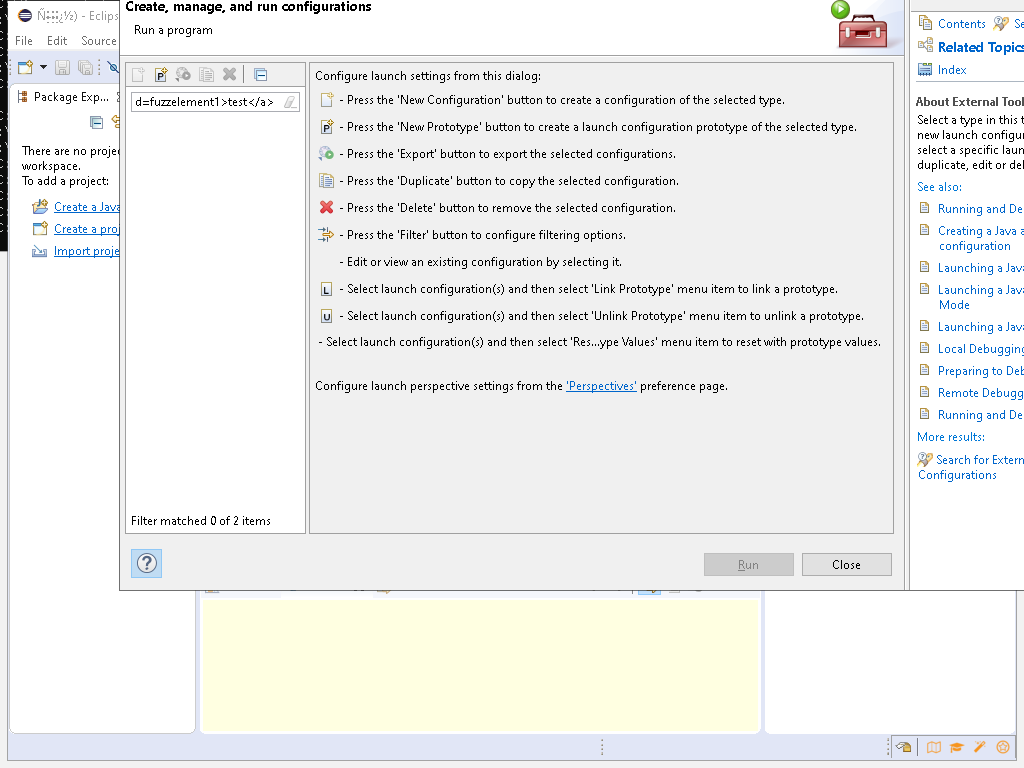 Create, manage, and run configurations
Run a program
- Eclips
File Edit Source
Package Exp...
There are no proje
workspace.
To add a project:
Create a Java
Create a proj
Import proje
d=fuzzelement1>test</a>
Filter matched 0 of 2 items
Configure launch settings from this dialog:
- Press the 'New Configuration' button to create a configuration of the selected type.
- Press the 'New Prototype' button to create a launch configuration prototype of the selected type.
- Press the 'Export' button to export the selected configurations.
- Press the 'Duplicate' button to copy the selected configuration.
- Press the 'Delete' button to remove the selected configuration.
- Press the 'Filter' button to configure filtering options.
- Edit or view an existing configuration by selecting it.
L - Select launch configuration(s) and then select 'Link Prototype' menu item to link a prototype.
U - Select launch configuration(s) and then select 'Unlink Prototype' menu item to unlink a prototype.
- Select launch configuration(s) and then select 'Res...ype Values' menu item to reset with prototype values.
Configure launch perspective settings from the 'Perspectives' preference page.
Run
Close
Contents Se
Related Topics
Index
About External Tool
Select a type in this t
new launch configur
select a specific laun
duplicate, edit or del
See also:
Running and De
Creating a Java a
configuration
Launching a Java
Launching a Java
Mode
Launching a Java
Local Debugging
Preparing to Deb
Remote Debugg
Running and De
More results:
Search for Extern
Configurations